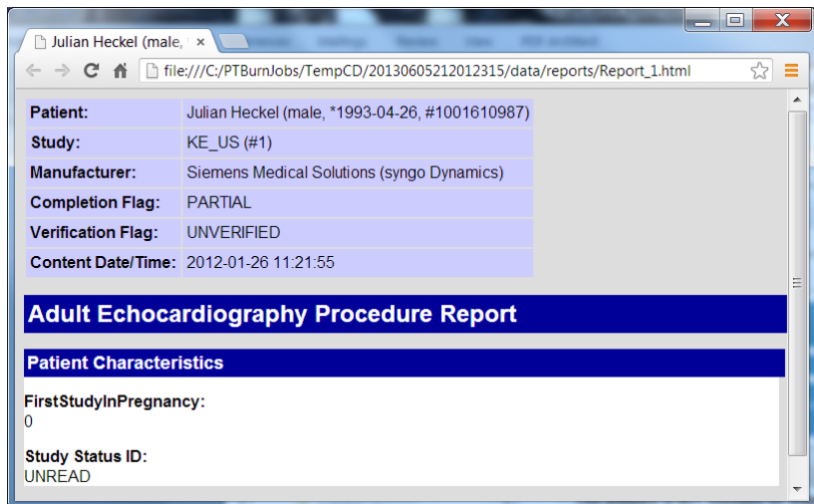 Julian Heckel (male,
file:///C:/PTBurnJobs/TempCD/20130605212012315/data/reports/Report_1.html
Patient: Julian Heckel (male, *1993-04-26, #1001610987)
Study: KE_US (#1)
Manufacturer: Siemens Medical Solutions (syngo Dynamics)
Completion Flag: PARTIAL
Verification Flag: UNVERIFIED
Content Date/Time: 2012-01-26 11:21:55
Adult Echocardiography Procedure Report
Patient Characteristics
FirstStudyInPregnancy:
0
Study Status ID:
UNREAD